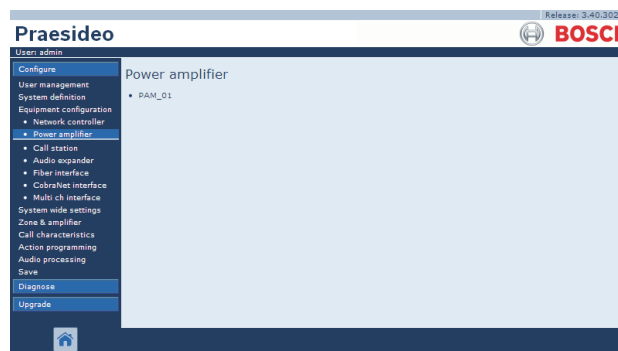 Release: 3.40.302
Praesideo
BOSCH
User: admin
Configure
User management
System definition
Equipment configuration
• Network controller
• Power amplifier
• Call station
• Audio expander
• Fiber interface
• CobraNet interface
• Multi ch interface
System wide settings
Zone & amplifier
Call characteristics
Action programming
Audio processing
Save
Diagnose
Upgrade
Power amplifier
• PAM_01